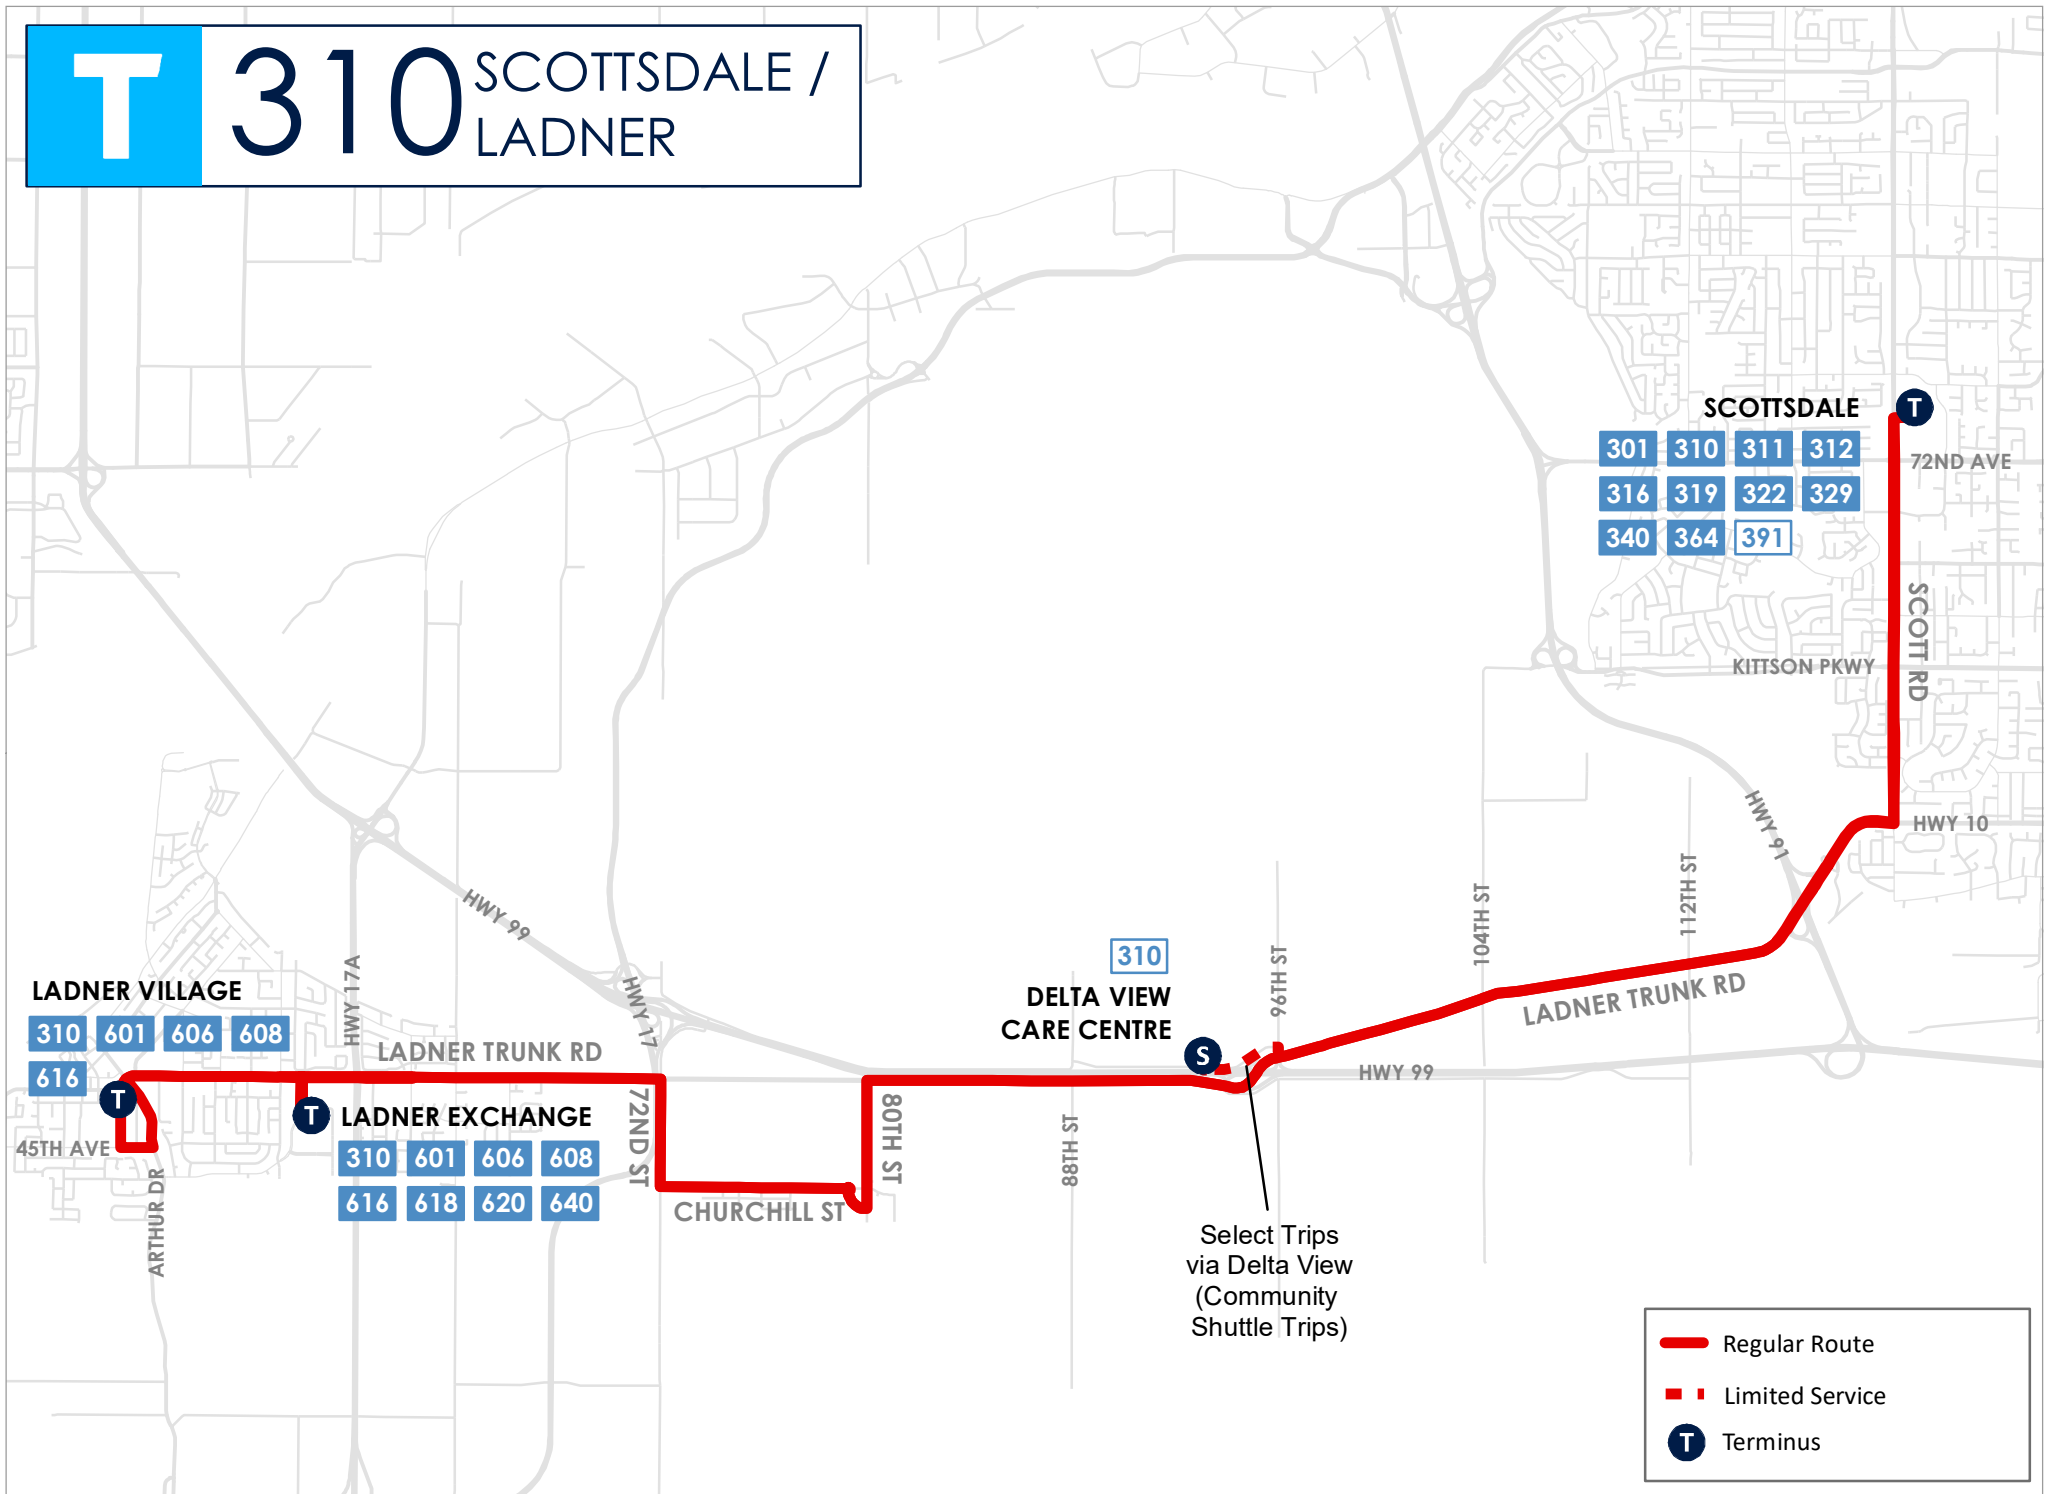 T 310 SCOTTSDALE /
LADNER
SCOTTSDALE
T
301 310 311 312
316 319 322 329
340 364 391
72ND AVE
SCOTT RD
KITTSON PKWY
HWY 10
HWY 91
112TH ST
104TH ST
96TH ST
LADNER TRUNK RD
HWY 99
310
DELTA VIEW
CARE CENTRE
S
HWY 99
HWY 17
HWY 17A
LADNER VILLAGE
310 601 606 608
616
T
LADNER TRUNK RD
T
LADNER EXCHANGE
310 601 606 608
616 618 620 640
45TH AVE
ARTHUR DR
72ND ST
CHURCHILL ST
80TH ST
88TH ST
Select Trips
via Delta View
(Community
Shuttle Trips)
Regular Route
Limited Service
T Terminus